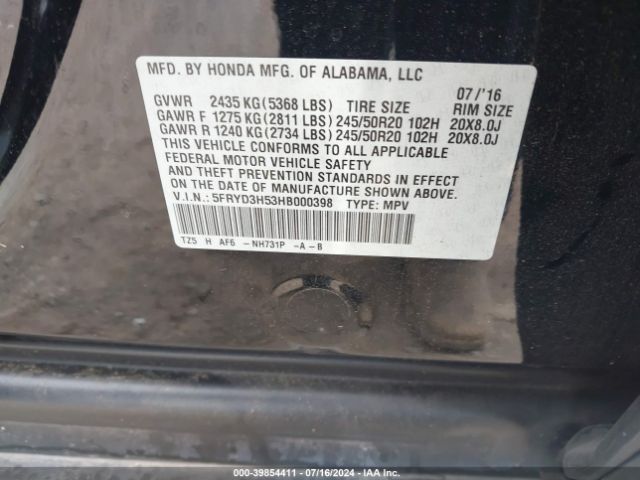 MFD. BY HONDA MFG. OF ALABAMA, LLC
07/'16
GVWR 2435 KG(5368 LBS) TIRE SIZE RIM SIZE
GAWR F 1275 KG(2811 LBS) 245/50R20 102H 20X8.0J
GAWR R 1240 KG(2734 LBS) 245/50R20 102H 20X8.0J
THIS VEHICLE CONFORMS TO ALL APPLICABLE
FEDERAL MOTOR VEHICLE SAFETY
AND THEFT PREVENTION STANDARDS IN EFFECT
ON THE DATE OF MANUFACTURE SHOWN ABOVE.
V.I.N.: 5FRYD3H53HB000398 TYPE: MPV
TZ5 H AF6 -NH731P -A-B
000-39854411 - 07/16/2024 - IAA Inc.